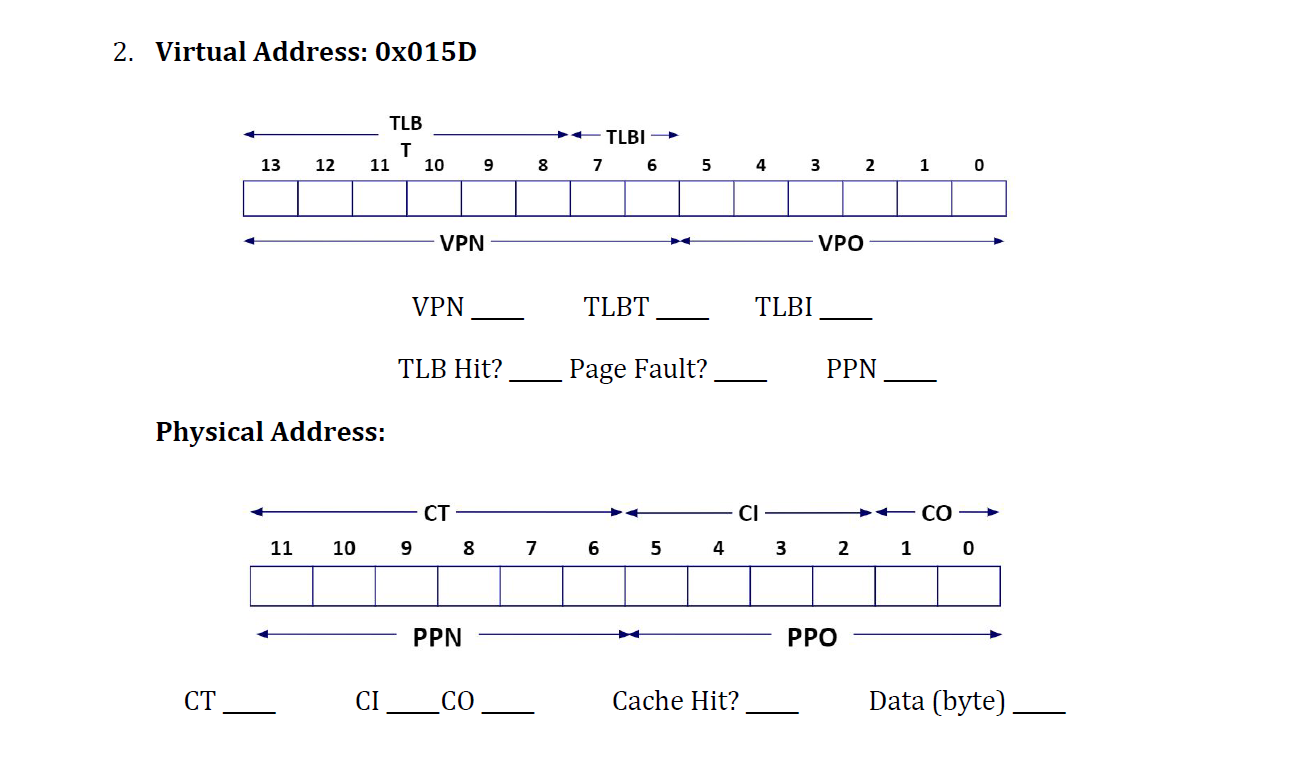 2. Virtual Address: 0x015D
TLB
T
TLBI
13 12 11 10 9 8 7 6 5 4 3 2 1 0
VPN VPO
VPN ____ TLBT ____ TLBI ____
TLB Hit? ____ Page Fault? ____ PPN ____
Physical Address:
CT CI CO
11 10 9 8 7 6 5 4 3 2 1 0
PPN PPO
CT ____ CI ____CO ____ Cache Hit? ____ Data (byte) ____